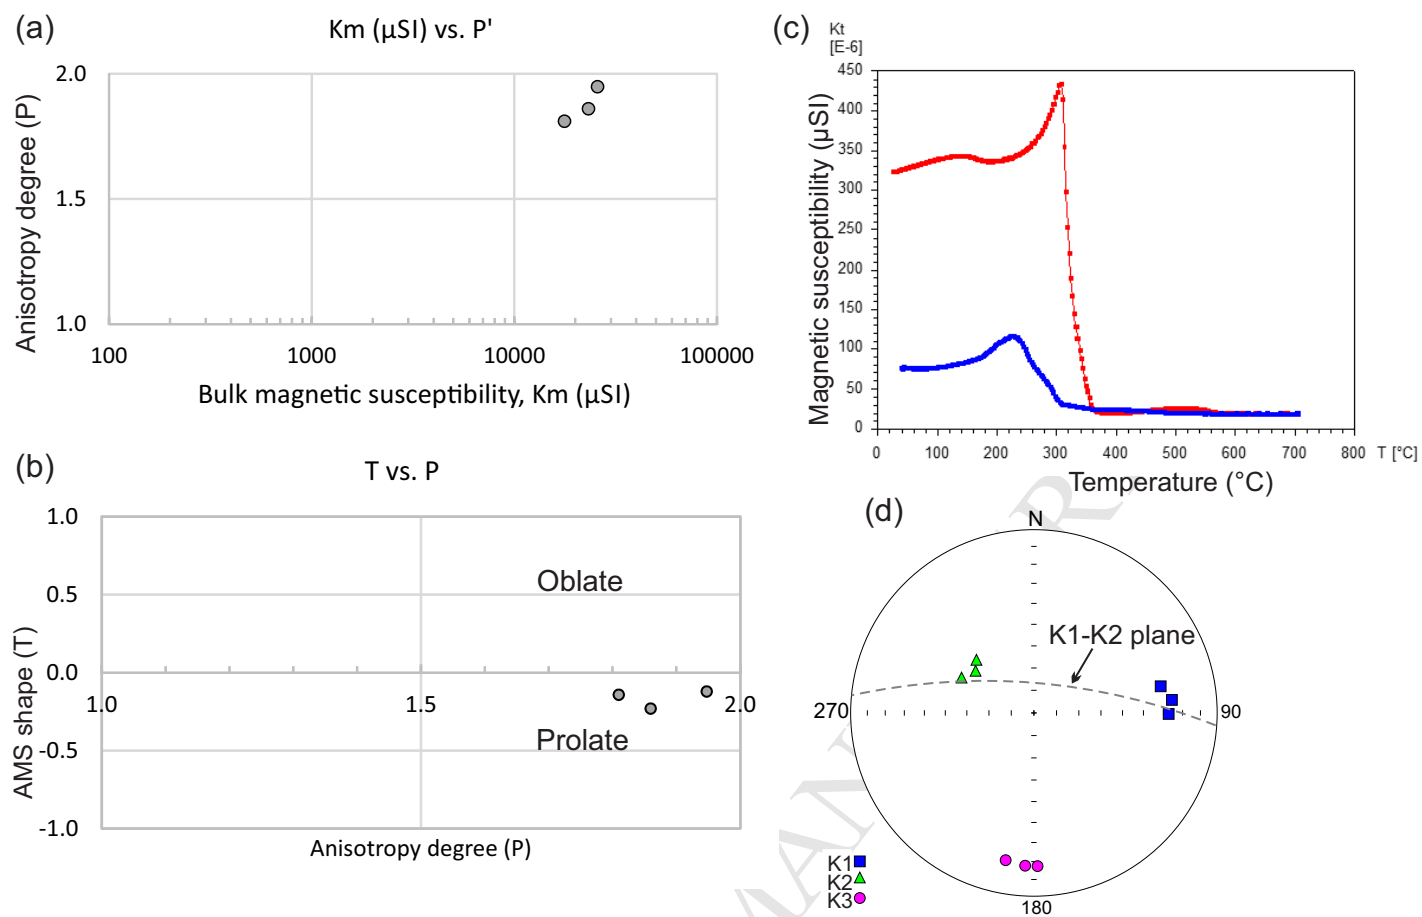 (a)
Km (µSI) vs. P'
Anisotropy degree (P)
2.0
1.5
1.0
100 1000 10000 100000
Bulk magnetic susceptibility, Km (µSI)
(b)
T vs. P
AMS shape (T)
1.0
0.5
0.0
-0.5
-1.0
Oblate
Prolate
1.0 1.5 2.0
Anisotropy degree (P)
(c)
Kt
[E-6]
Magnetic susceptibility (µSI)
450
400
350
300
250
200
150
100
50
0
0 100 200 300 400 500 600 700 800 T [°C]
Temperature (°C)
(d)
N
K1-K2 plane
270 90
180
K1
K2
K3